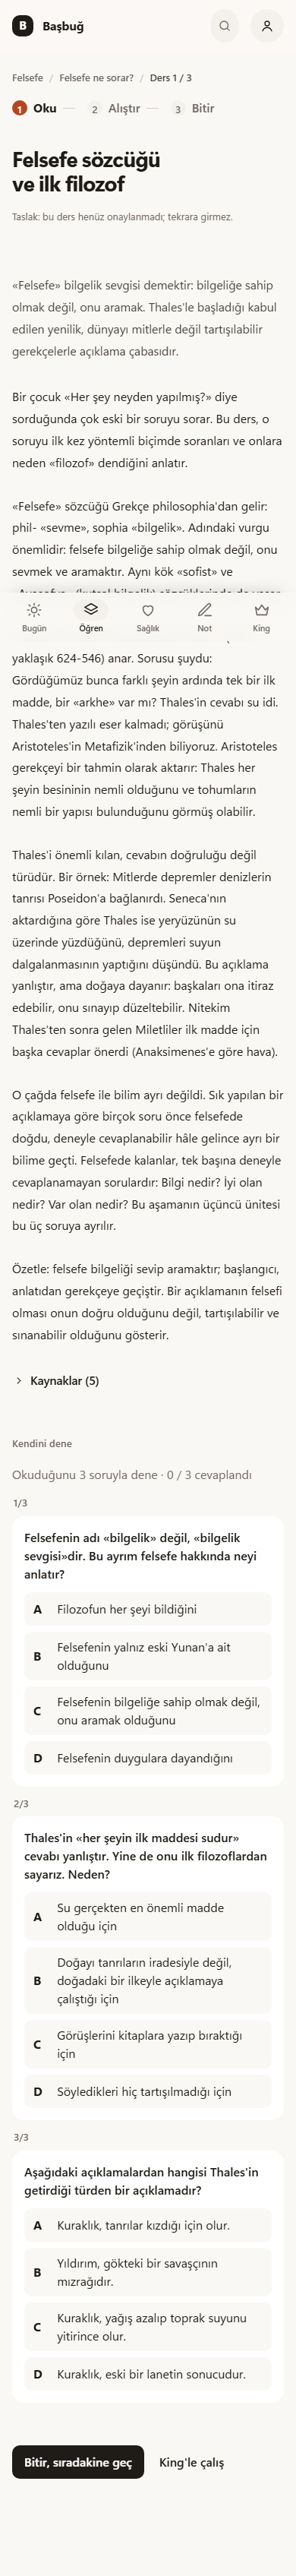 B Başbuğ
Felsefe / Felsefe ne sorar? / Ders 1 / 3
1 Oku — 2 Alıştır — 3 Bitir
Felsefe sözcüğü
ve ilk filozof
Taslak: bu ders henüz onaylanmadı; tekrara girmez.
«Felsefe» bilgelik sevgisi demektir: bilgeliğe sahip
olmak değil, onu aramak. Thales'le başladığı kabul
edilen yenilik, dünyayı mitlerle değil tartışılabilir
gerekçelerle açıklama çabasıdır.
Bir çocuk «Her şey neyden yapılmış?» diye
sorduğunda çok eski bir soruyu sorar. Bu ders, o
soruyu ilk kez yöntemli biçimde soranları ve onlara
neden «filozof» dendiğini anlatır.
«Felsefe» sözcüğü Grekçe philosophia'dan gelir:
phil- «sevme», sophia «bilgelik». Adındaki vurgu
önemlidir: felsefe bilgeliğe sahip olmak değil, onu
sevmek ve aramaktır. Aynı kök «sofist» ve
Bugün Öğren Sağlık Not King
yaklaşık 624-546) anar. Sorusu şuydu:
Gördüğümüz bunca farklı şeyin ardında tek bir ilk
madde, bir «arkhe» var mı? Thales'in cevabı su idi.
Thales'ten yazılı eser kalmadı; görüşünü
Aristoteles'in Metafizik'inden biliyoruz. Aristoteles
gerekçeyi bir tahmin olarak aktarır: Thales her
şeyin besininin nemli olduğunu ve tohumların
nemli bir yapısı bulunduğunu görmüş olabilir.
Thales'i önemli kılan, cevabın doğruluğu değil
türüdür. Bir örnek: Mitlerde depremler denizlerin
tanrısı Poseidon'a bağlanırdı. Seneca'nın
aktardığına göre Thales ise yeryüzünün su
üzerinde yüzdüğünü, depremleri suyun
dalgalanmasının yaptığını düşündü. Bu açıklama
yanlıştır, ama doğaya dayanır: başkaları ona itiraz
edebilir, onu sınayıp düzeltebilir. Nitekim
Thales'ten sonra gelen Miletliler ilk madde için
başka cevaplar önerdi (Anaksimenes'e göre hava).
O çağda felsefe ile bilim ayrı değildi. Sık yapılan bir
açıklamaya göre birçok soru önce felsefede
doğdu, deneyle cevaplanabilir hâle gelince ayrı bir
bilime geçti. Felsefede kalanlar, tek başına deneyle
cevaplanamayan sorulardır: Bilgi nedir? İyi olan
nedir? Var olan nedir? Bu aşamanın üçüncü ünitesi
bu üç soruya ayrılır.
Özetle: felsefe bilgeliği sevip aramaktır; başlangıcı,
anlatıdan gerekçeye geçiştir. Bir açıklamanın felsefi
olması onun doğru olduğunu değil, tartışılabilir ve
sınanabilir olduğunu gösterir.
Kaynaklar (5)
Kendini dene
Okuduğunu 3 soruyla dene · 0 / 3 cevaplandı
1/3
Felsefenin adı «bilgelik» değil, «bilgelik
sevgisi»dir. Bu ayrım felsefe hakkında neyi
anlatır?
A Filozofun her şeyi bildiğini
B Felsefenin yalnız eski Yunan'a ait
olduğunu
C Felsefenin bilgeliğe sahip olmak değil,
onu aramak olduğunu
D Felsefenin duygulara dayandığını
2/3
Thales'in «her şeyin ilk maddesi sudur»
cevabı yanlıştır. Yine de onu ilk filozoflardan
sayarız. Neden?
A Su gerçekten en önemli madde
olduğu için
B Doğayı tanrıların iradesiyle değil,
doğadaki bir ilkeyle açıklamaya
çalıştığı için
C Görüşlerini kitaplara yazıp bıraktığı
için
D Söyledikleri hiç tartışılmadığı için
3/3
Aşağıdaki açıklamalardan hangisi Thales'in
getirdiği türden bir açıklamadır?
A Kuraklık, tanrılar kızdığı için olur.
B Yıldırım, gökteki bir savaşçının
mızrağıdır.
C Kuraklık, yağış azalıp toprak suyunu
yitirince olur.
D Kuraklık, eski bir lanetin sonucudur.
Bitir, sıradakine geç King'le çalış